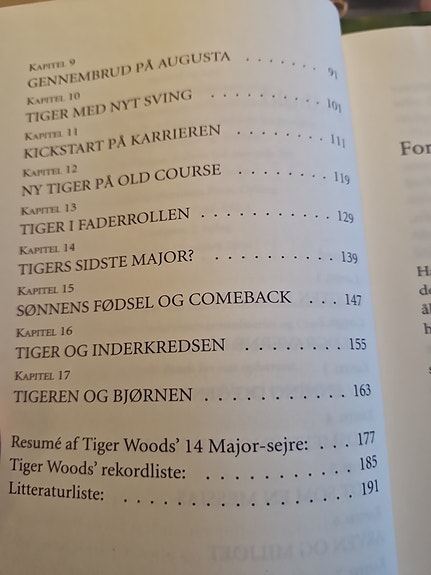 KAPITEL 9
GENNEMBRUD PÅ AUGUSTA . . . . . . . 91
KAPITEL 10
TIGER MED NYT SVING . . . . . . . . . . 101
KAPITEL 11
KICKSTART PÅ KARRIEREN . . . . . . . . 111
KAPITEL 12
NY TIGER PÅ OLD COURSE . . . . . . . . 119
KAPITEL 13
TIGER I FADERROLLEN . . . . . . . . . . 129
KAPITEL 14
TIGERS SIDSTE MAJOR? . . . . . . . . . . 139
KAPITEL 15
SØNNENS FØDSEL OG COMEBACK . . . 147
KAPITEL 16
TIGER OG INDERKREDSEN . . . . . . . . 155
KAPITEL 17
TIGEREN OG BJØRNEN . . . . . . . . . . . 163
Resumé af Tiger Woods' 14 Major-sejre: . . . . 177
Tiger Woods' rekordliste: . . . . . . . . . . . . . 185
Litteraturliste: . . . . . . . . . . . . . . . . . . . 191
For